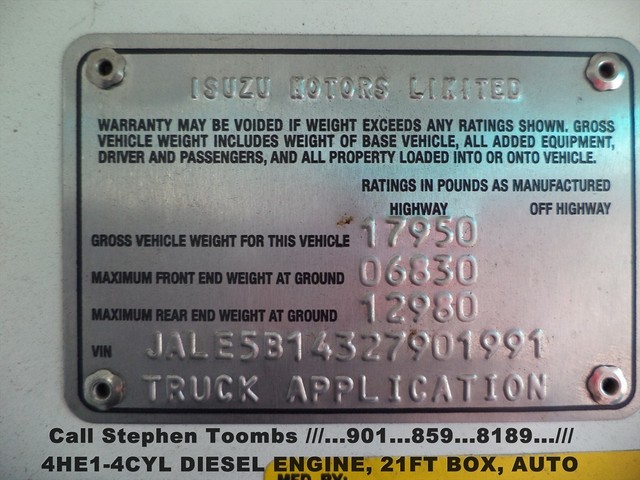 ISUZU MOTORS LIMITED
WARRANTY MAY BE VOIDED IF WEIGHT EXCEEDS ANY RATINGS SHOWN. GROSS
VEHICLE WEIGHT INCLUDES WEIGHT OF BASE VEHICLE, ALL ADDED EQUIPMENT,
DRIVER AND PASSENGERS, AND ALL PROPERTY LOADED INTO OR ONTO VEHICLE.
RATINGS IN POUNDS AS MANUFACTURED
HIGHWAY OFF HIGHWAY
GROSS VEHICLE WEIGHT FOR THIS VEHICLE 17950
MAXIMUM FRONT END WEIGHT AT GROUND 06830
MAXIMUM REAR END WEIGHT AT GROUND 12980
VIN JALE5B14327901991
TRUCK APPLICATION
Call Stephen Toombs ///...901...859...8189...///
4HE1-4CYL DIESEL ENGINE, 21FT BOX, AUTO
MFD BY: